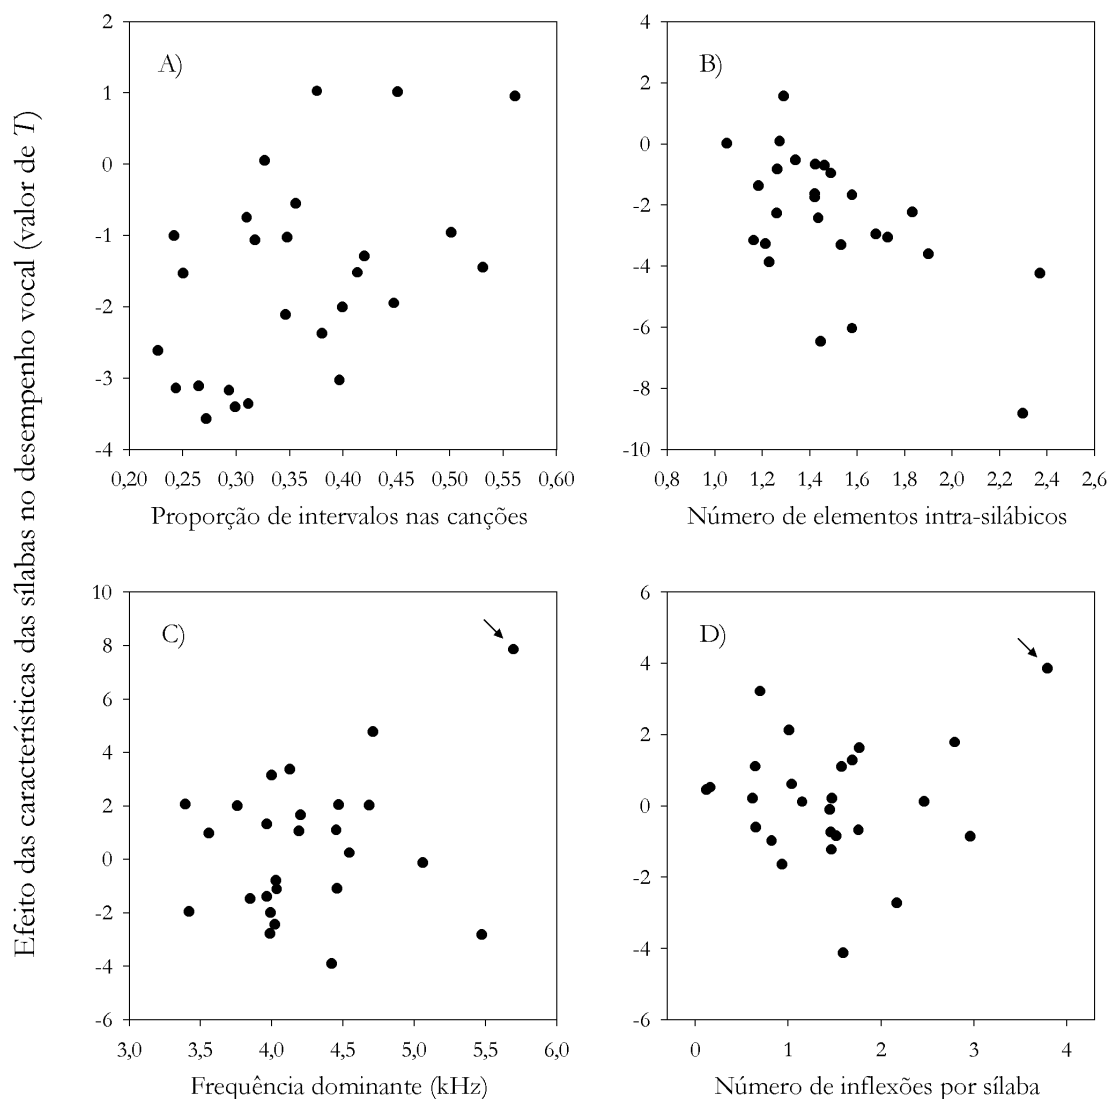 Efeito das características das sílabas no desempenho vocal (valor de T)
A)
2
1
0
-1
-2
-3
-4
0,20 0,25 0,30 0,35 0,40 0,45 0,50 0,55 0,60
Proporção de intervalos nas canções
B)
4
2
0
-2
-4
-6
-8
-10
0,8 1,0 1,2 1,4 1,6 1,8 2,0 2,2 2,4 2,6
Número de elementos intra-silábicos
C)
10
8
6
4
2
0
-2
-4
-6
3,0 3,5 4,0 4,5 5,0 5,5 6,0
Frequência dominante (kHz)
D)
6
4
2
0
-2
-4
-6
0 1 2 3 4
Número de inflexões por sílaba